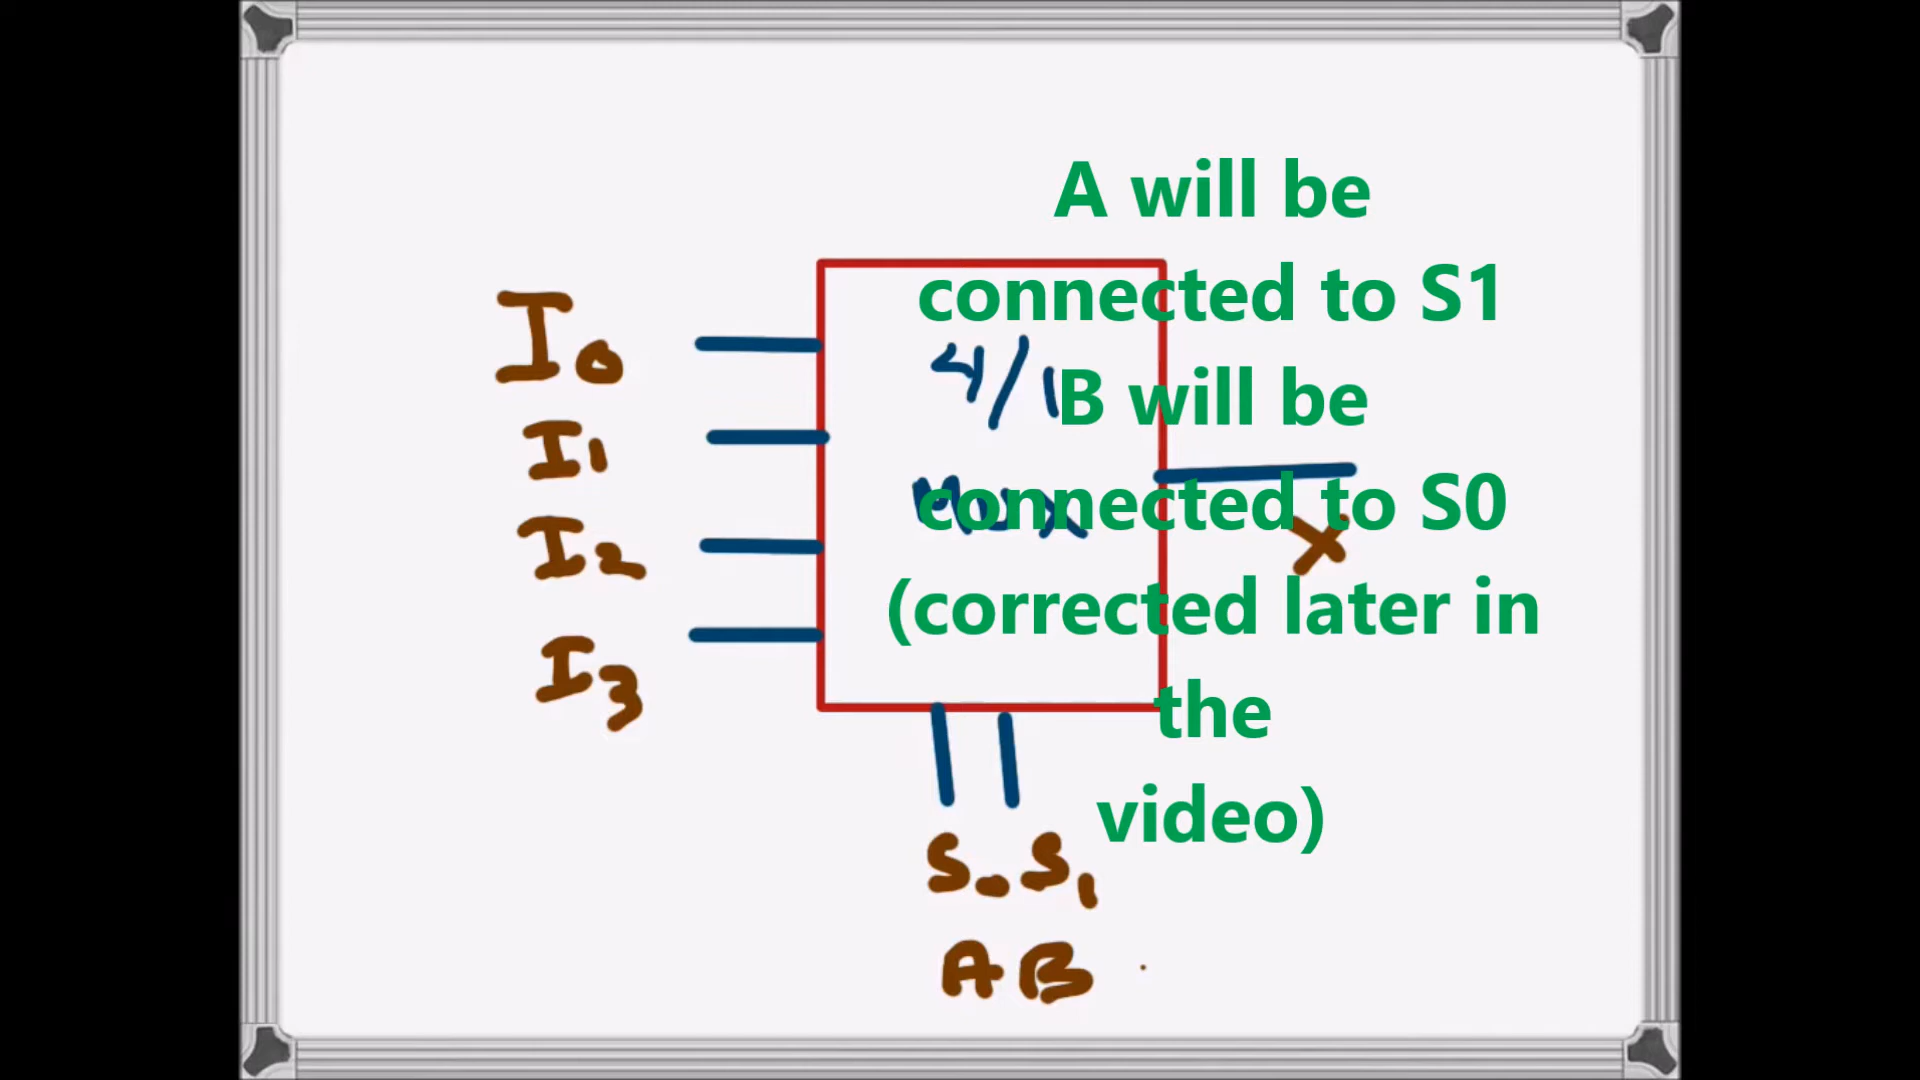 A will be
connected to S1
B will be
connected to S0
(corrected later in
the
video)
I0
I1
I2
I3
4/1
Mux
X
S0 S1
A B